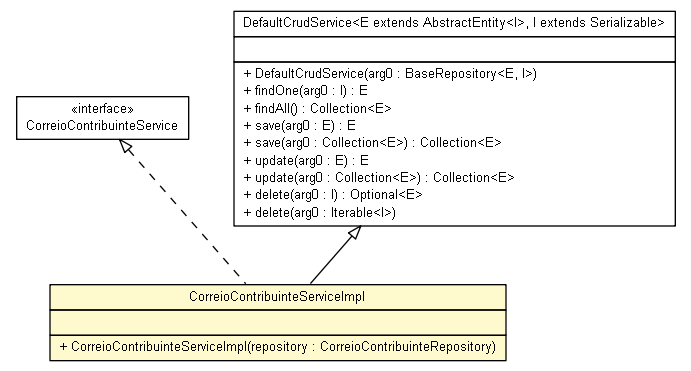 DefaultCrudService<E extends AbstractEntity<I>, I extends Serializable>
+ DefaultCrudService(arg0 : BaseRepository<E, I>)
+ findOne(arg0 : I) : E
+ findAll() : Collection<E>
+ save(arg0 : E) : E
+ save(arg0 : Collection<E>) : Collection<E>
+ update(arg0 : E) : E
+ update(arg0 : Collection<E>) : Collection<E>
+ delete(arg0 : I) : Optional<E>
+ delete(arg0 : Iterable<I>)
«interface»
CorreioContribuinteService
CorreioContribuinteServiceImpl
+ CorreioContribuinteServiceImpl(repository : CorreioContribuinteRepository)